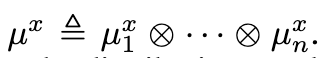 μ^x ≜ μ_1^x ⊗ ⋯ ⊗ μ_n^x.